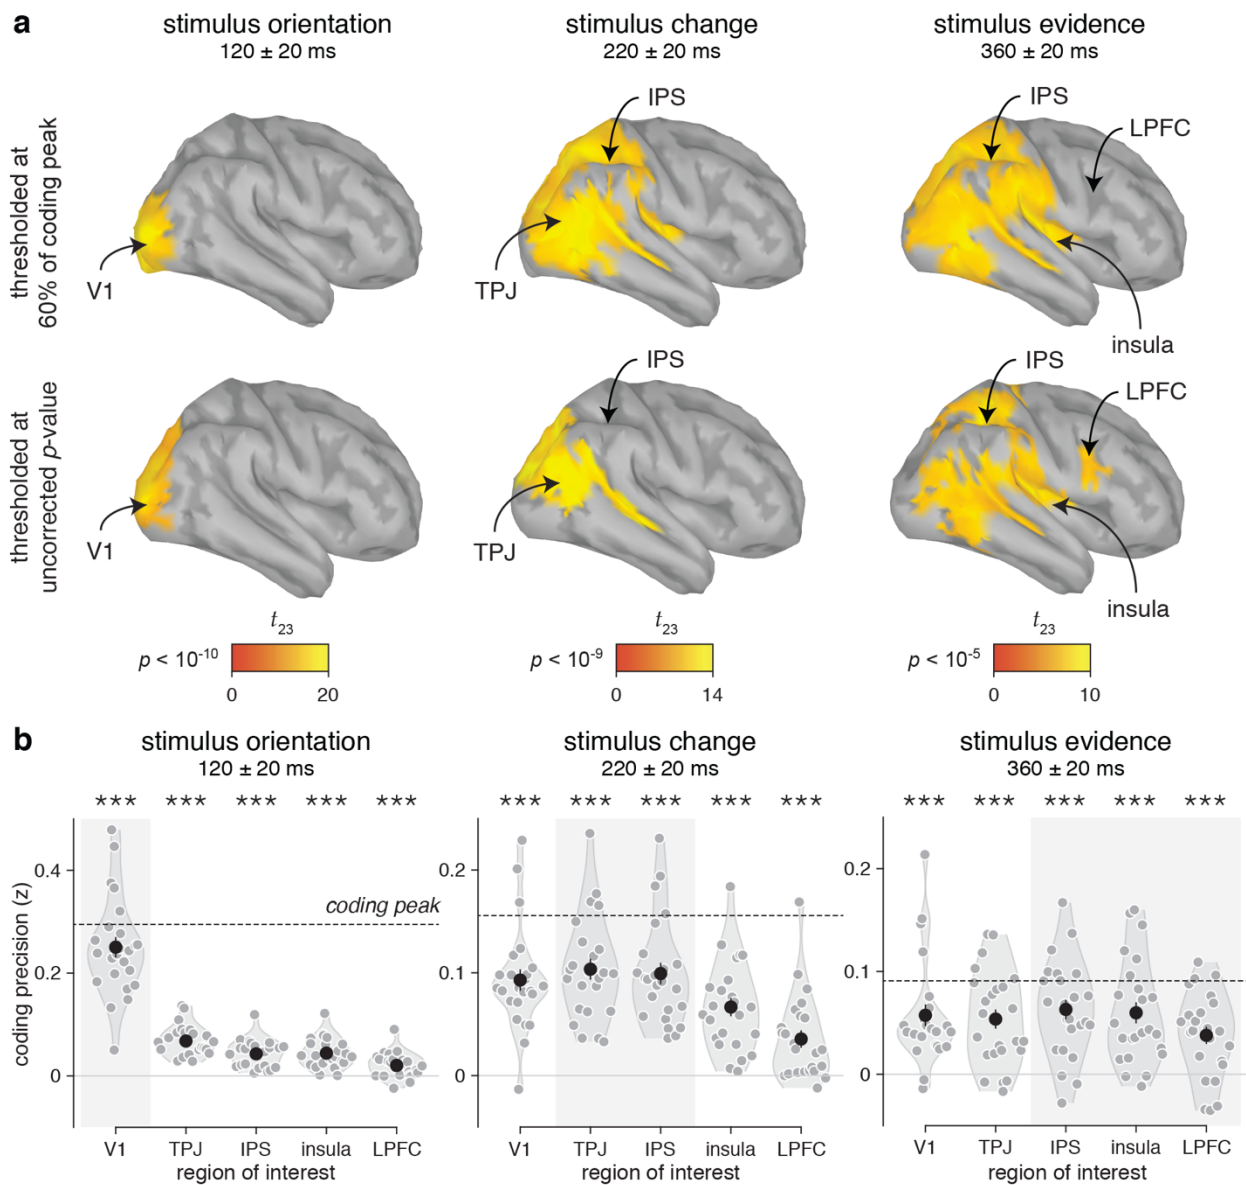 a
stimulus orientation
120 ± 20 ms
stimulus change
220 ± 20 ms
stimulus evidence
360 ± 20 ms
thresholded at
60% of coding peak
V1
IPS
TPJ
IPS
LPFC
insula
thresholded at
uncorrected p-value
V1
IPS
TPJ
IPS
LPFC
insula
t23
p < 10-10
0 20
t23
p < 10-9
0 14
t23
p < 10-5
0 10
b
stimulus orientation
120 ± 20 ms
*** *** *** *** ***
coding precision (z)
0.4
0.2
0
coding peak
V1 TPJ IPS insula LPFC
region of interest
stimulus change
220 ± 20 ms
*** *** *** *** ***
0.2
0.1
0
V1 TPJ IPS insula LPFC
region of interest
stimulus evidence
360 ± 20 ms
*** *** *** *** ***
0.2
0.1
0
V1 TPJ IPS insula LPFC
region of interest